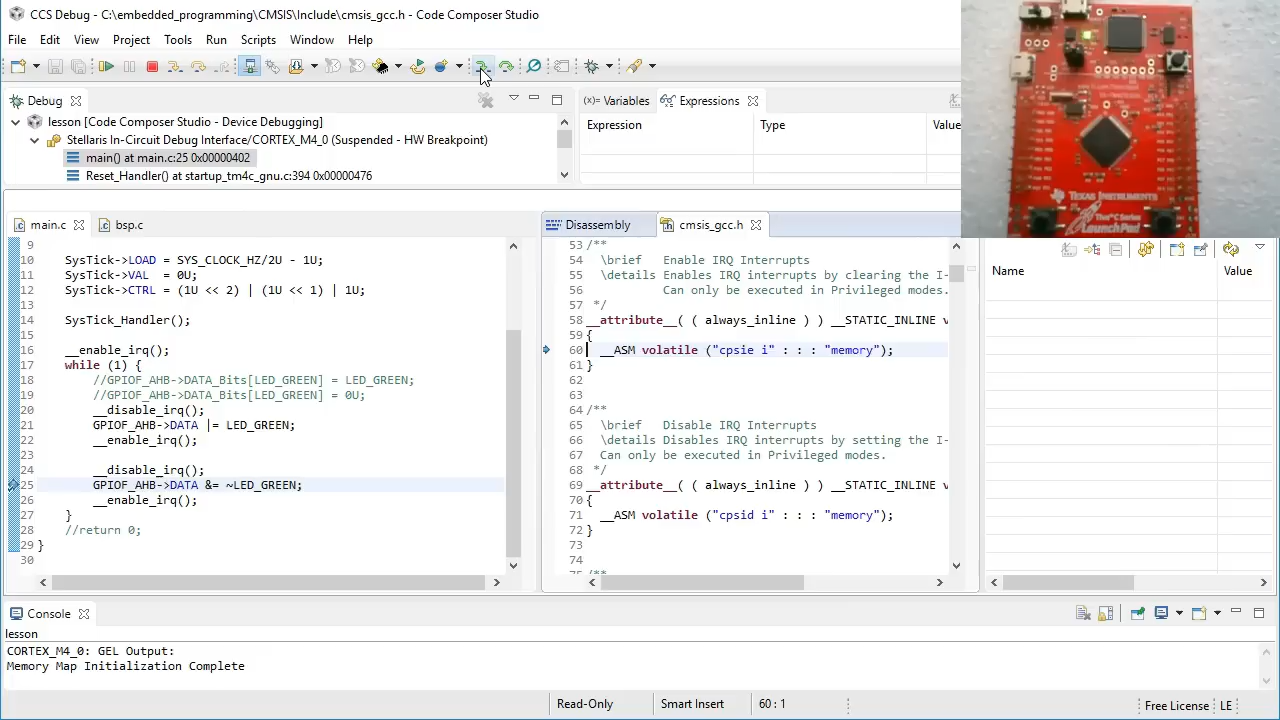 CCS Debug - C:\embedded_programming\CMSIS\Include\cmsis_g Code Composer Studio
File Edit View Project Tools Run Scripts Window Help
Debug
lesson [Code Composer Studio - Device Debugging]
Stellaris In-Circuit Debug Interface/CORTEX_M4_0 (Suspended - HW Breakpoint)
main() at main.c:25 0x00000402
Reset_Handler() at startup_tm4c_gnu.c:394
(x)= Variables Expressions
Expression Type Value
main.c bsp.c
9
10 SysTick->LOAD = SYS_CLOCK_HZ/2U - 1U;
11 SysTick->VAL = 0U;
12 SysTick->CTRL = (1U << 2) | (1U << 1) | 1U;
13
14 SysTick_Handler();
15
16 __enable_irq();
17 while (1) {
18 //GPIOF_AHB->DATA_Bits[LED_GREEN] = LED_GREEN;
19 //GPIOF_AHB->DATA_Bits[LED_GREEN] = 0U;
20 __disable_irq();
21 GPIOF_AHB->DATA |= LED_GREEN;
22 __enable_irq();
23
24 __disable_irq();
25 GPIOF_AHB->DATA &= ~LED_GREEN;
26 __enable_irq();
27 }
28 //return 0;
29 }
30
Disassembly cmsis_gcc.h
53 /**
54 \brief Enable IRQ Interrupts
55 \details Enables IRQ interrupts by clearing the I-
56 Can only be executed in Privileged modes.
57 */
58 __attribute__( ( always_inline ) ) __STATIC_INLINE v
59 {
60 __ASM volatile ("cpsie i" : : : "memory");
61 }
62
63
64 /**
65 \brief Disable IRQ Interrupts
66 \details Disables IRQ interrupts by setting the I-
67 Can only be executed in Privileged modes.
68 */
69 __attribute__( ( always_inline ) ) __STATIC_INLINE v
70 {
71 __ASM volatile ("cpsid i" : : : "memory");
72 }
73
74
75 /**
Name Value
TEXAS INSTRUMENTS
LaunchPad
Console
lesson
CORTEX_M4_0: GEL Output:
Memory Map Initialization Complete
Read-Only Smart Insert 60 : 1 Free License LE